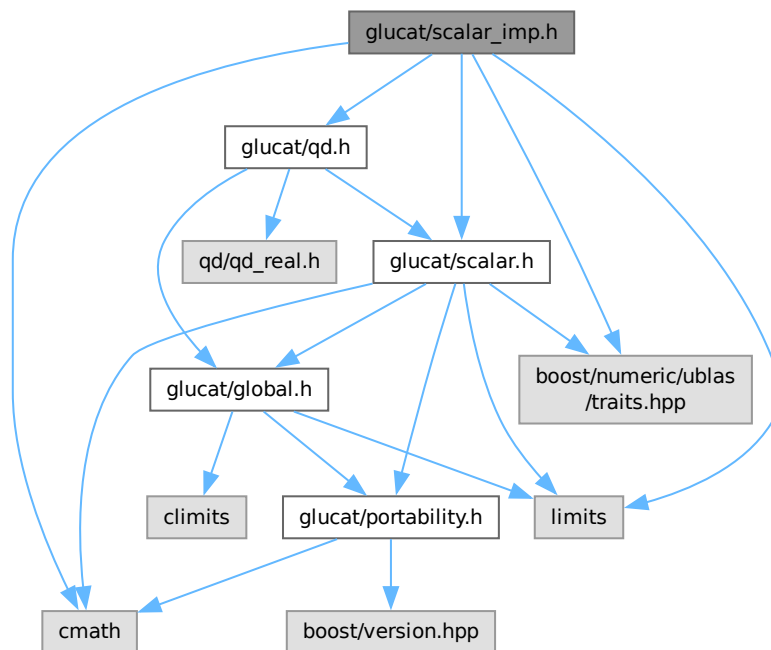 glucat/scalar_imp.h
glucat/qd.h
qd/qd_real.h
glucat/scalar.h
boost/numeric/ublas
/traits.hpp
glucat/global.h
climits
glucat/portability.h
limits
cmath
boost/version.hpp